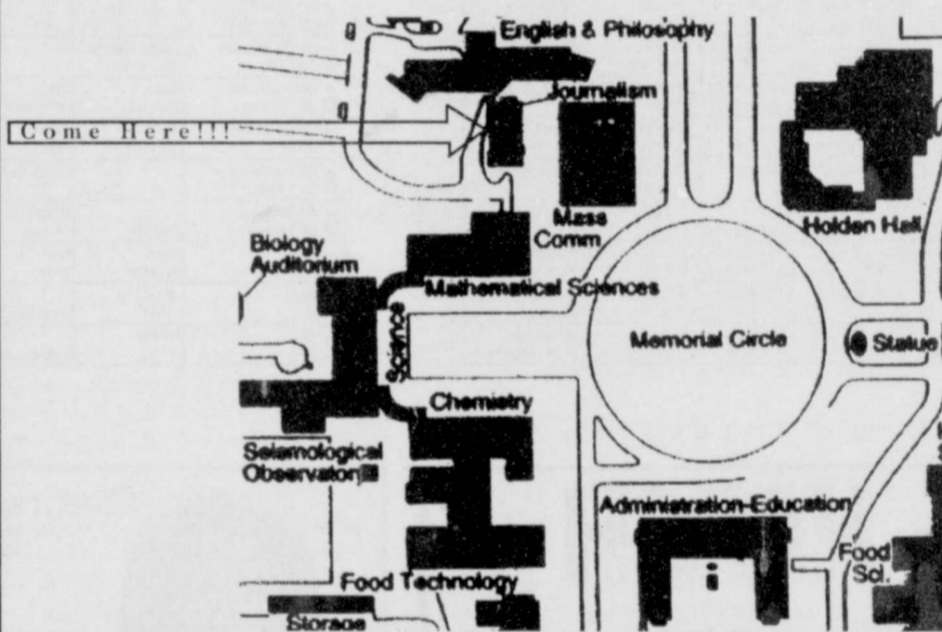 English & Philosophy
Journalism
Come Here!!!
Mass
Comm
Holden Hall
Biology
Auditorium
Mathematical Sciences
Science
Memorial Circle
Statue
Chemistry
Seismological
Observatory
Administration-Education
Food
Sci.
Food Technology
Storage